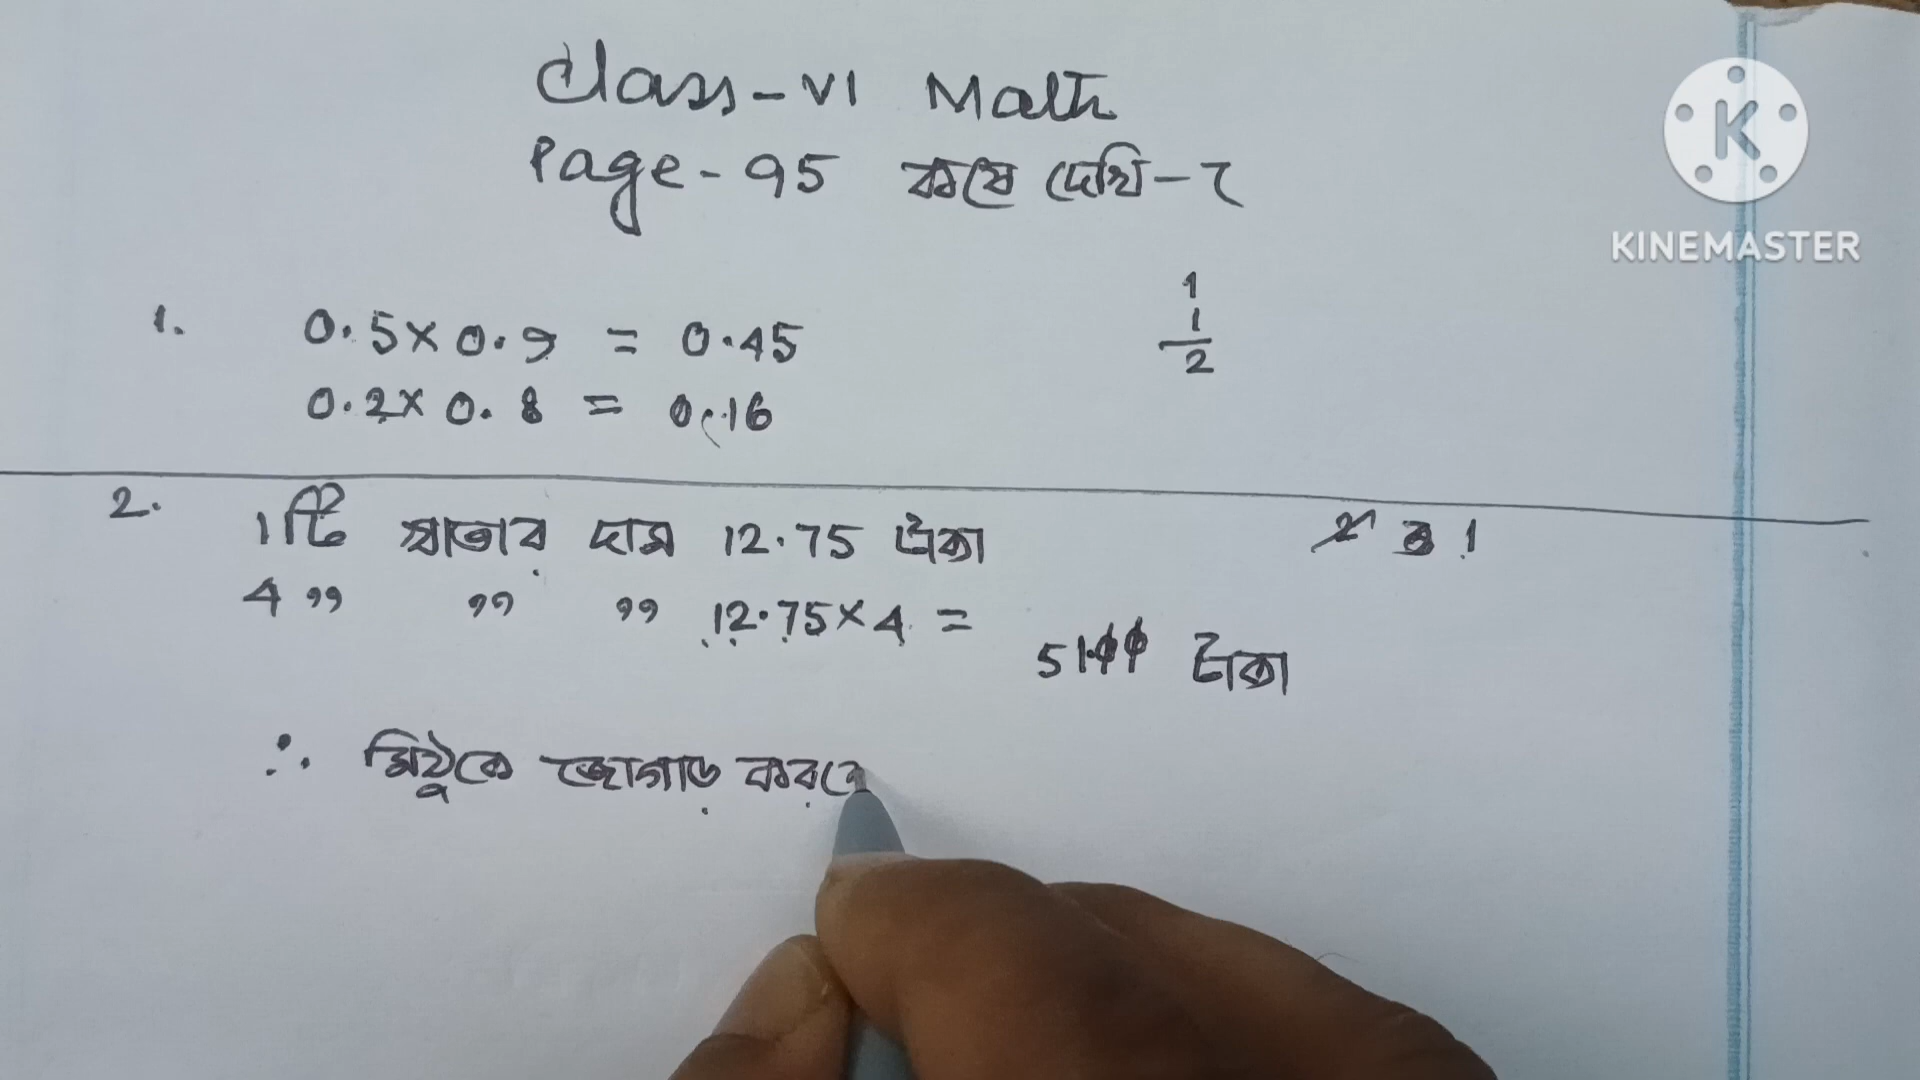 Class-VI Math
Page-95 কষে দেখি-
K
KINEMASTER
1. 0.5×0.9 = 0.45
0.2×0.8 = 0.16
1
1
2
2. 1টি খাতার দাম 12.75 টাকা
4 ,, ,, ,, 12.75×4 =
51.00 টাকা
∴ মিঠুকে জোগাড় করতে